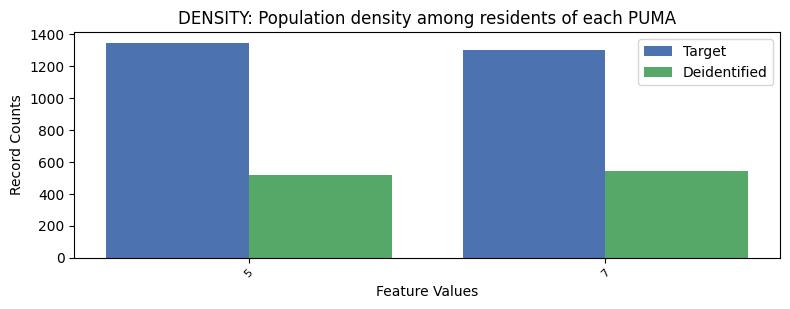 DENSITY: Population density among residents of each PUMA
Target
Deidentified
Record Counts
1400
1200
1000
800
600
400
200
0
5
7
Feature Values